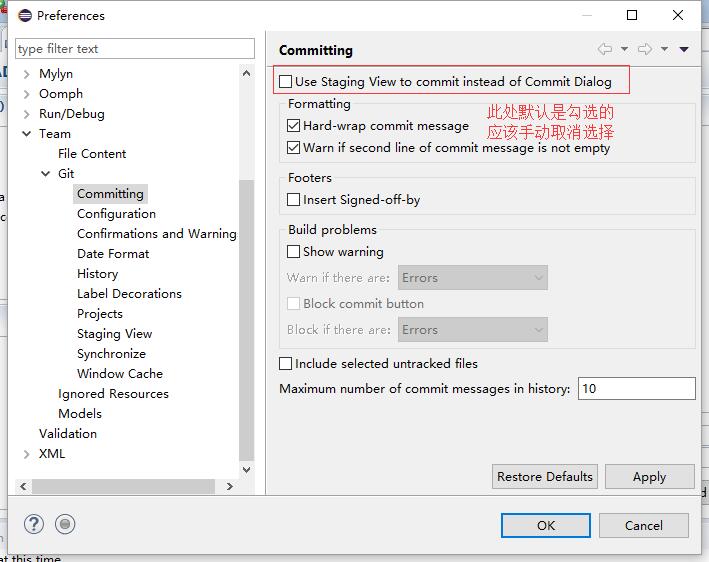 Preferences
type filter text
Mylyn
Oomph
Run/Debug
Team
File Content
Git
Committing
Configuration
Confirmations and Warning
Date Format
History
Label Decorations
Projects
Staging View
Synchronize
Window Cache
Ignored Resources
Models
Validation
XML
Committing
Use Staging View to commit instead of Commit Dialog
Formatting
此处默认是勾选的
Hard-wrap commit message
应该手动取消选择
Warn if second line of commit message is not empty
Footers
Insert Signed-off-by
Build problems
Show warning
Warn if there are: Errors
Block commit button
Block if there are: Errors
Include selected untracked files
Maximum number of commit messages in history: 10
Restore Defaults Apply
OK Cancel
at this time